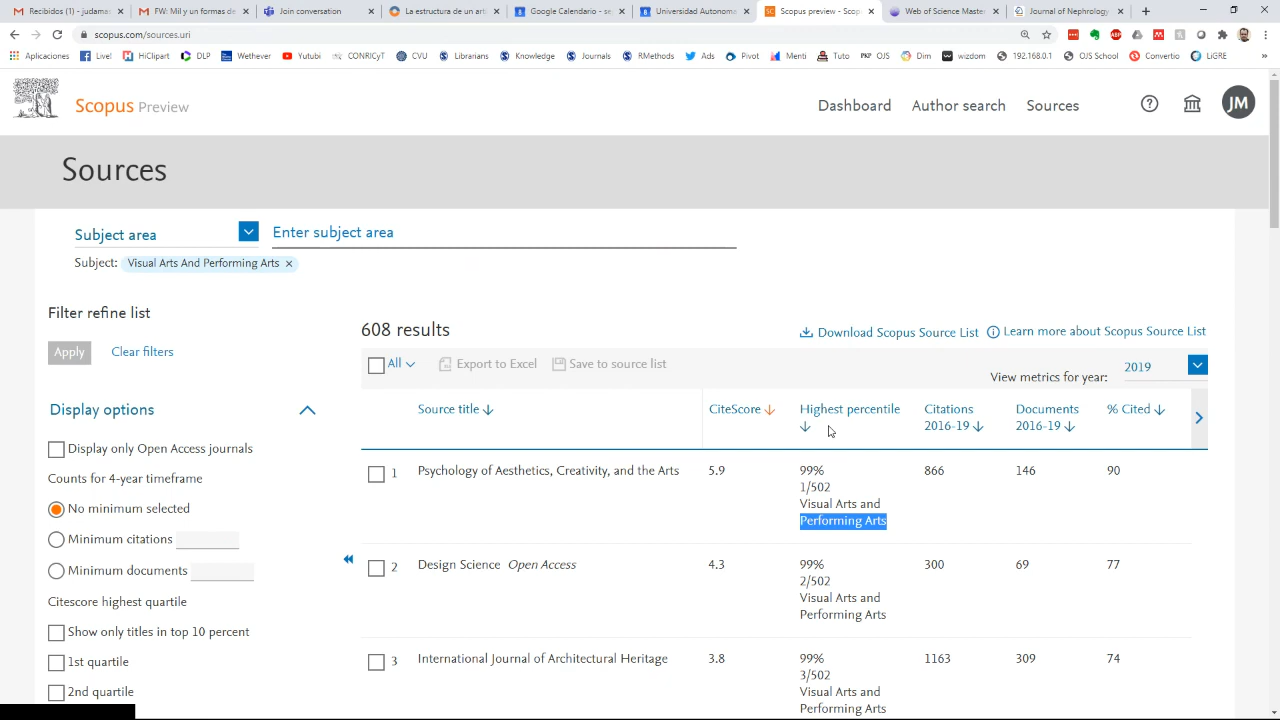 Recibidos (1) - judamas
FW: Mil y un formas de
Join conversation
La estructura de un art
Google Calendario - se
Universidad Autonoma
Scopus preview - Scopu
Web of Science Master
Journal of Nephrology
scopus.com/sources.uri
Aplicaciones
Live!
HiClipart
DLP
Wethever
Yutubi
CONRICyT
CVU
Scopus
Knowledge
Journals
RMethods
Ads
Pivot
Menti
Tuto
OJS
Dim
wizdom
192.168.0.1
OJS School
Convertio
LiGRE
Scopus Preview
Dashboard
Author search
Sources
JM
Sources
Subject area
Enter subject area
Subject: Visual Arts And Performing Arts
Filter refine list
608 results
Download Scopus Source List
Learn more about Scopus Source List
Apply
Clear filters
All
Export to Excel
Save to source list
View metrics for year:
2019
Display options
Source title
CiteScore
Highest percentile
Citations
2016-19
Documents
2016-19
% Cited
Display only Open Access journals
Counts for 4-year timeframe
No minimum selected
Minimum citations
Minimum documents
Citescore highest quartile
Show only titles in top 10 percent
1st quartile
2nd quartile
1 Psychology of Aesthetics, Creativity, and the Arts 5.9 99% 866 146 90
1/502
Visual Arts and
Performing Arts
2 Design Science Open Access 4.3 99% 300 69 77
2/502
Visual Arts and
Performing Arts
3 International Journal of Architectural Heritage 3.8 99% 1163 309 74
3/502
Visual Arts and
Performing Arts